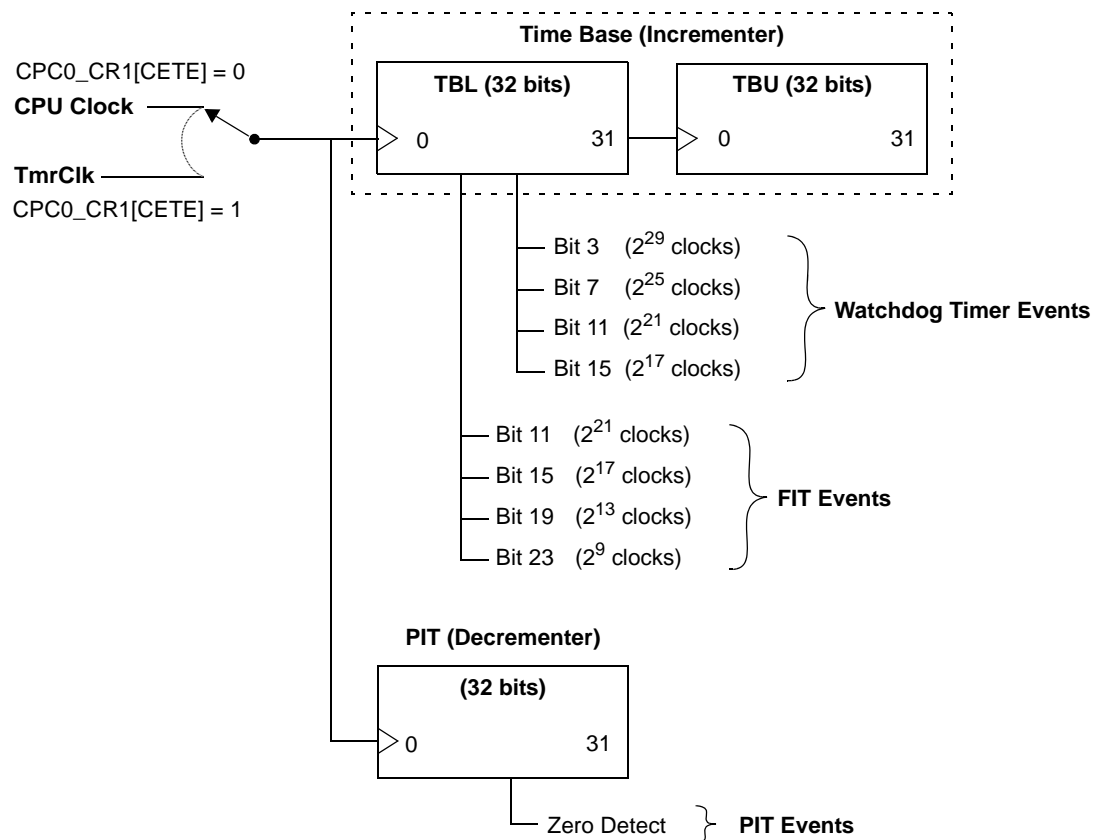 Time Base (Incrementer)
CPC0_CR1[CETE] = 0
CPU Clock
TmrClk
CPC0_CR1[CETE] = 1
TBL (32 bits)
0 31
TBU (32 bits)
0 31
Bit 3 (2^29 clocks)
Bit 7 (2^25 clocks)
Bit 11 (2^21 clocks)
Bit 15 (2^17 clocks)
Watchdog Timer Events
Bit 11 (2^21 clocks)
Bit 15 (2^17 clocks)
Bit 19 (2^13 clocks)
Bit 23 (2^9 clocks)
FIT Events
PIT (Decrementer)
(32 bits)
0 31
Zero Detect
PIT Events